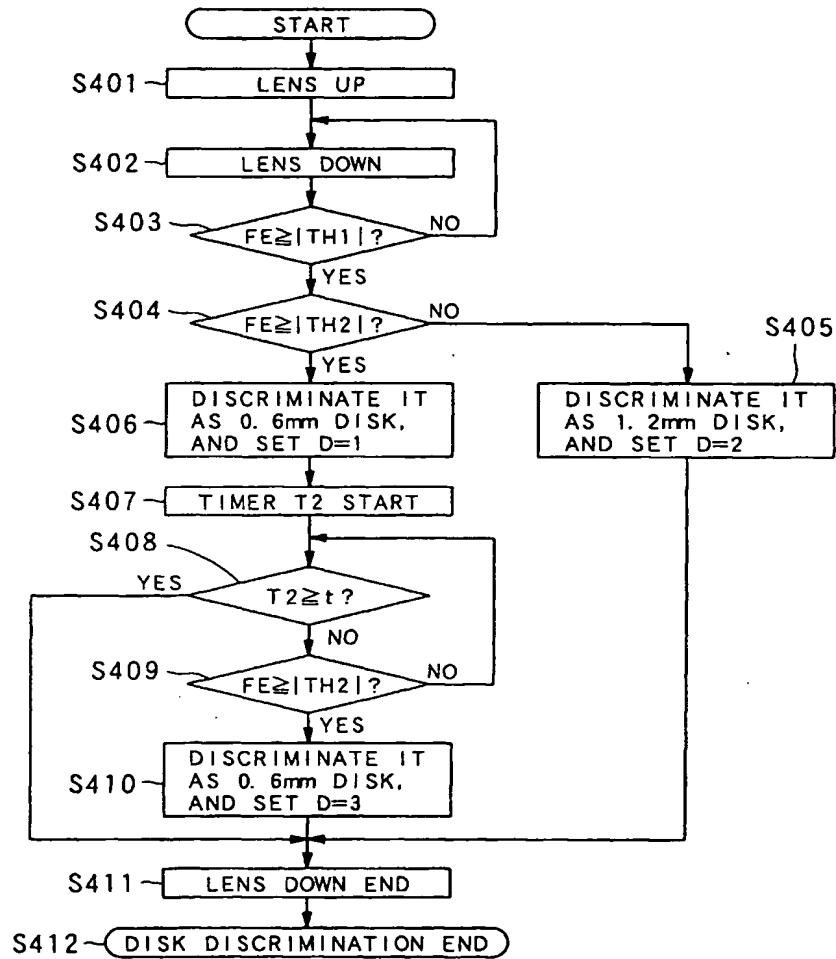 START
S401 LENS UP
S402 LENS DOWN
S403 FE≧|TH1|? NO
YES
S404 FE≧|TH2|? NO
YES
S405
S406 DISCRIMINATE IT
AS 0.6mm DISK,
AND SET D=1
DISCRIMINATE IT
AS 1.2mm DISK,
AND SET D=2
S407 TIMER T2 START
S408
YES T2≧t?
NO
S409 FE≧|TH2|? NO
YES
S410 DISCRIMINATE IT
AS 0.6mm DISK,
AND SET D=3
S411 LENS DOWN END
S412 DISK DISCRIMINATION END